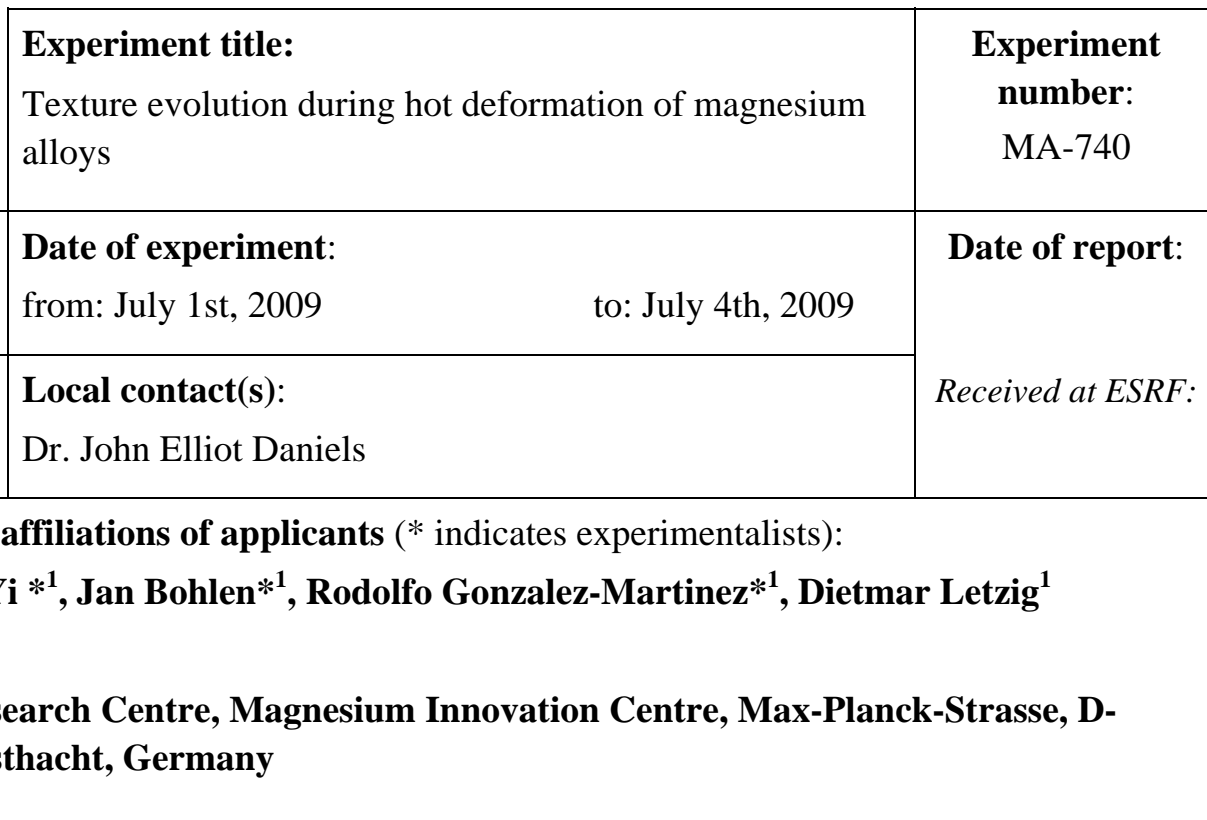 Experiment title:
Texture evolution during hot deformation of magnesium
alloys
Experiment
number:
MA-740
Date of experiment:
from: July 1st, 2009 to: July 4th, 2009
Date of report:
Local contact(s):
Dr. John Elliot Daniels
Received at ESRF:
affiliations of applicants (* indicates experimentalists):
Yi *1, Jan Bohlen*1, Rodolfo Gonzalez-Martinez*1, Dietmar Letzig1
search Centre, Magnesium Innovation Centre, Max-Planck-Strasse, D-
sthacht, Germany